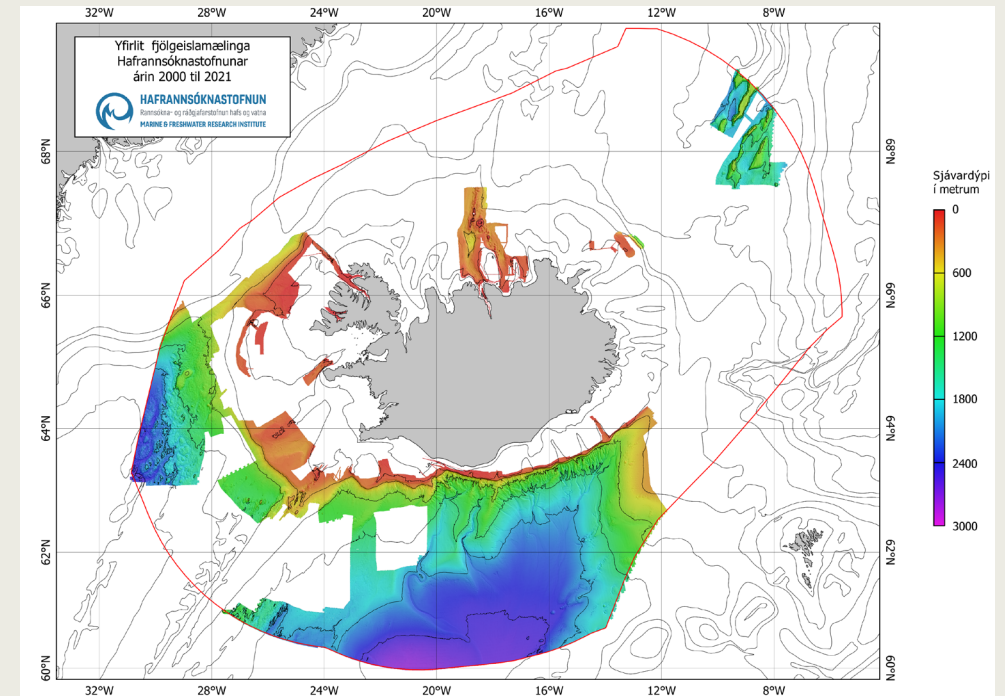 32°W 28°W 24°W 20°W 16°W 12°W 8°W
Yfirlit fjölgeislamælinga
Hafrannsóknastofnunar
árin 2000 til 2021
HAFRANNSÓKNASTOFNUN
Rannsókna- og ráðgjafarstofnun hafs og vatna
MARINE & FRESHWATER RESEARCH INSTITUTE
68°N 68°N
66°N 66°N
64°N 64°N
62°N 62°N
60°N 60°N
32°W 28°W 24°W 20°W 16°W 12°W 8°W
Sjávardýpi
í metrum
0
600
1200
1800
2400
3000